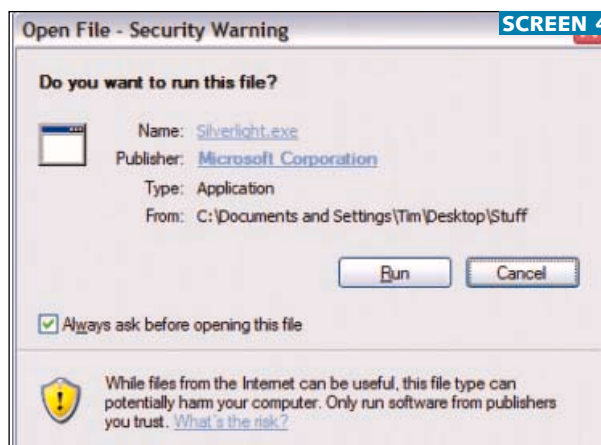 SCREEN 4
Open File - Security Warning
Do you want to run this file?
Name: Silverlight.exe
Publisher: Microsoft Corporation
Type: Application
From: C:\Documents and Settings\Tim\Desktop\Stuff
Run Cancel
Always ask before opening this file
While files from the Internet can be useful, this file type can
potentially harm your computer. Only run software from publishers
you trust. What's the risk?